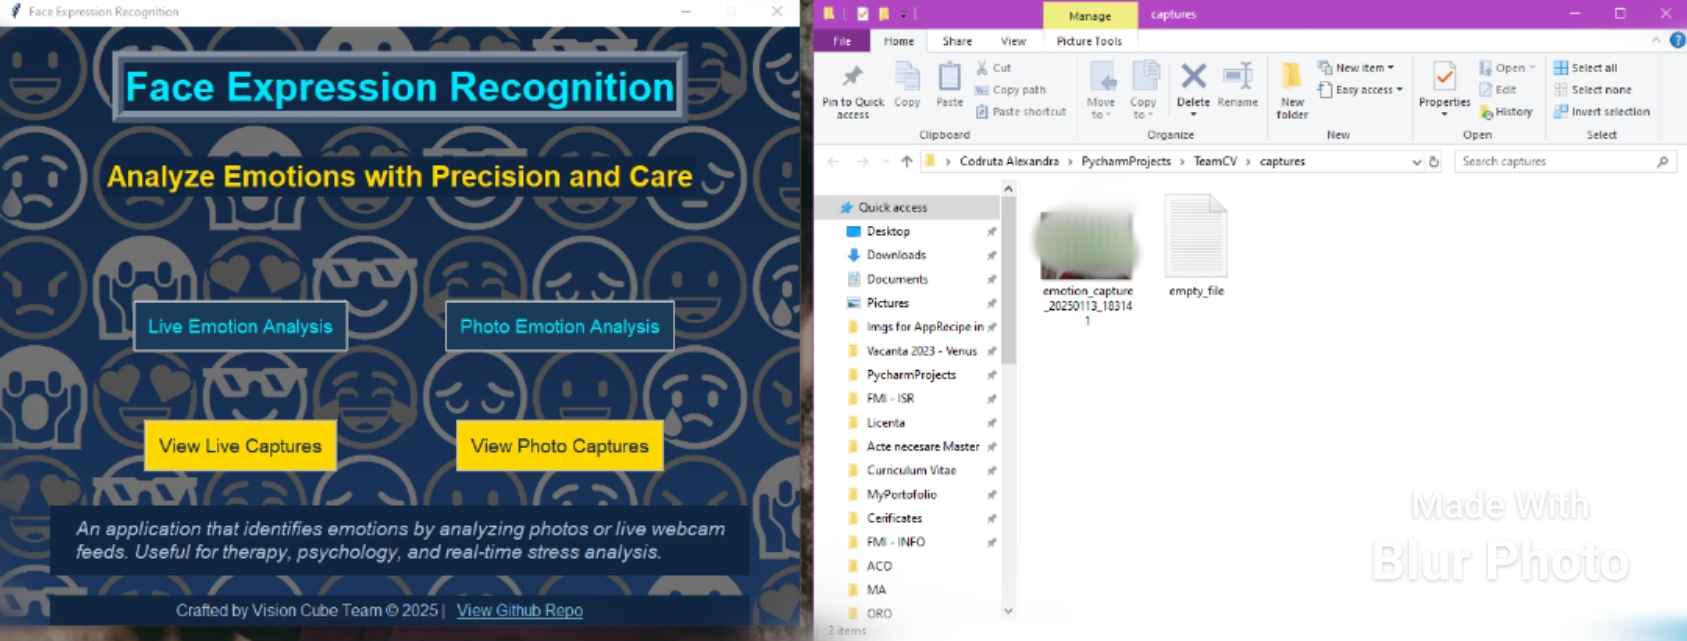 Face Expression Recognition
Face Expression Recognition
Analyze Emotions with Precision and Care
Live Emotion Analysis
Photo Emotion Analysis
View Live Captures
View Photo Captures
An application that identifies emotions by analyzing photos or live webcam
feeds. Useful for therapy, psychology, and real-time stress analysis.
Crafted by Vision Cube Team © 2025 | View Github Repo
Manage
captures
File
Home
Share
View
Picture Tools
Pin to Quick
access
Copy
Paste
Cut
Copy path
Paste shortcut
Clipboard
Move
to
Copy
to
Delete
Rename
Organize
New
folder
New item
Easy access
New
Properties
Open
Edit
History
Open
Select all
Select none
Invert selection
Select
Codruta Alexandra > PycharmProjects > TeamCV > captures
Search captures
Quick access
Desktop
Downloads
Documents
Pictures
Imgs for AppRecipe in
Vacanta 2023 - Venus
PycharmProjects
FMI - ISR
Licenta
Acte necesare Master
Curriculum Vitae
MyPortofolio
Cerificates
FMI - INFO
ACO
MA
ORO
emotion_capture
_20250113_18314
1
empty_file
2 items
Made With
Blur Photo